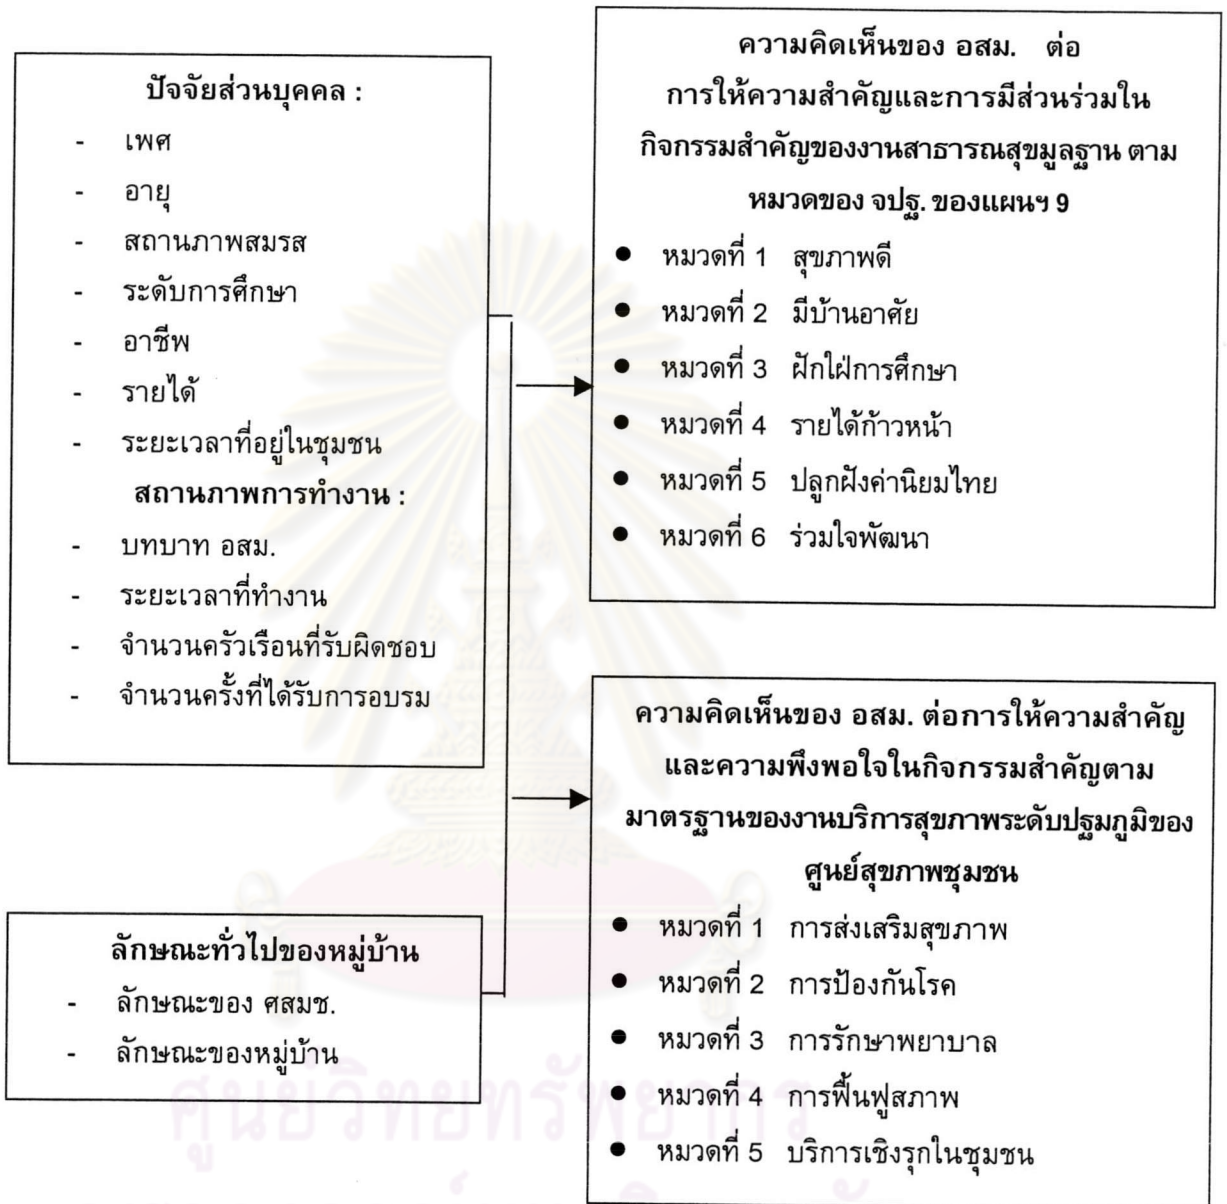 ปัจจัยส่วนบุคคล :
- เพศ
- อายุ
- สถานภาพสมรส
- ระดับการศึกษา
- อาชีพ
- รายได้
- ระยะเวลาที่อยู่ในชุมชน
สถานภาพการทำงาน :
- บทบาท อสม.
- ระยะเวลาที่ทำงาน
- จำนวนครัวเรือนที่รับผิดชอบ
- จำนวนครั้งที่ได้รับการอบรม
ลักษณะทั่วไปของหมู่บ้าน
- ลักษณะของ ศสมช.
- ลักษณะของหมู่บ้าน
ความคิดเห็นของ อสม. ต่อ
การให้ความสำคัญและการมีส่วนร่วมใน
กิจกรรมสำคัญของงานสาธารณสุขมูลฐาน ตาม
หมวดของ จปฐ. ของแผนฯ 9
● หมวดที่ 1 สุขภาพดี
● หมวดที่ 2 มีบ้านอาศัย
● หมวดที่ 3 ฝักใฝ่การศึกษา
● หมวดที่ 4 รายได้ก้าวหน้า
● หมวดที่ 5 ปลูกฝังค่านิยมไทย
● หมวดที่ 6 ร่วมใจพัฒนา
ความคิดเห็นของ อสม. ต่อการให้ความสำคัญ
และความพึงพอใจในกิจกรรมสำคัญตาม
มาตรฐานของงานบริการสุขภาพระดับปฐมภูมิของ
ศูนย์สุขภาพชุมชน
● หมวดที่ 1 การส่งเสริมสุขภาพ
● หมวดที่ 2 การป้องกันโรค
● หมวดที่ 3 การรักษาพยาบาล
● หมวดที่ 4 การฟื้นฟูสภาพ
● หมวดที่ 5 บริการเชิงรุกในชุมชน
ศูนย์วิทยทรัพยากร